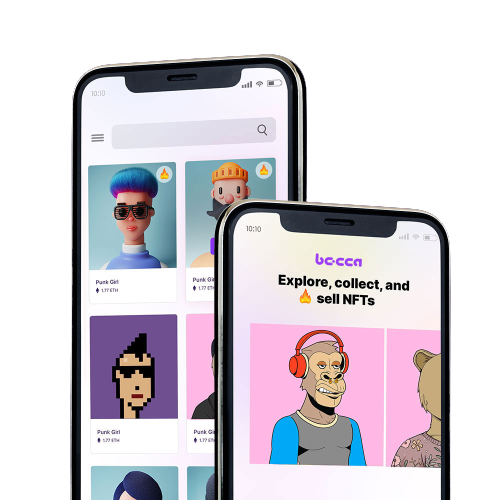 10:10
Punk Girl
1.77 ETH
Punk Girl
1.77 ETH
Punk Girl
1.77 ETH
Punk Girl
1.77 ETH
10:10
bocca
Explore, collect, and
🔥 sell NFTs